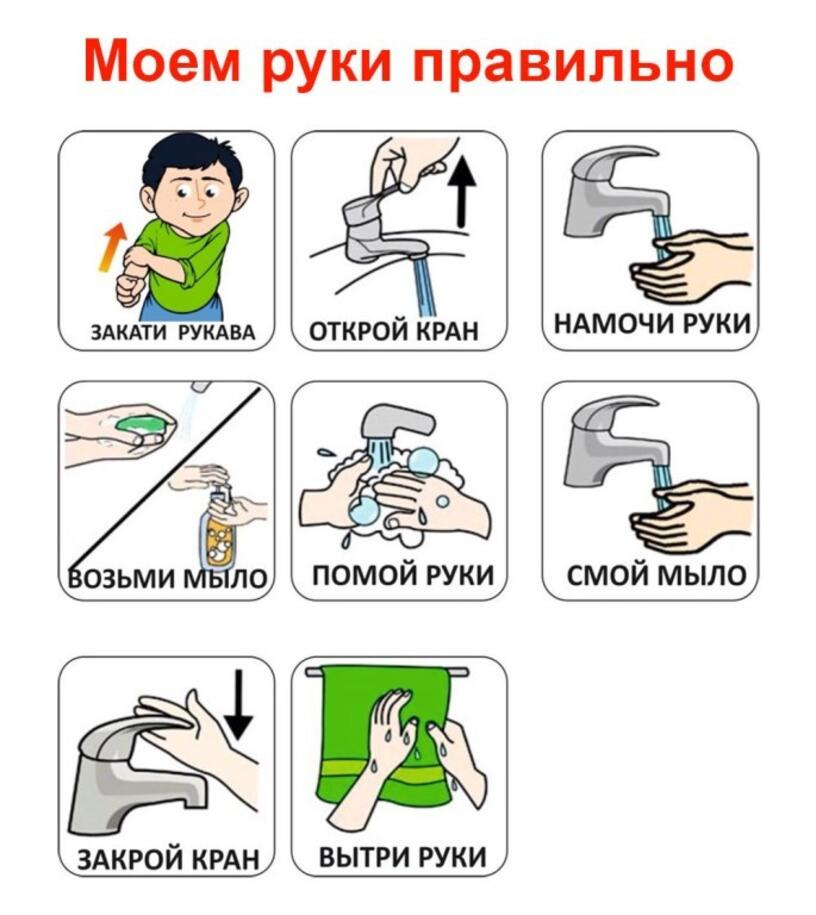 Моем руки правильно
ЗАКАТИ РУКАВА
ОТКРОЙ КРАН
НАМОЧИ РУКИ
ВОЗЬМИ МЫЛО
ПОМОЙ РУКИ
СМОЙ МЫЛО
ЗАКРОЙ КРАН
ВЫТРИ РУКИ